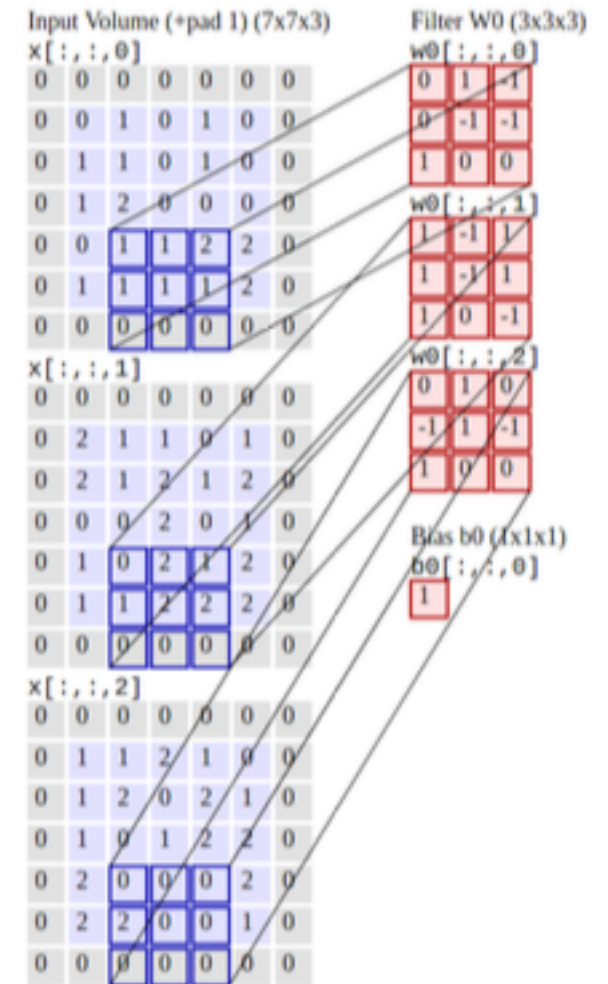 Input Volume (+pad 1) (7x7x3)
x[:,:,0]
0 0 0 0 0 0 0
0 0 1 0 1 0 0
0 1 1 0 1 0 0
0 1 2 0 0 0 0
0 0 1 1 2 2 0
0 1 1 1 1 2 0
0 0 0 0 0 0 0
x[:,:,1]
0 0 0 0 0 0 0
0 2 1 1 0 1 0
0 2 1 2 1 2 0
0 0 0 2 0 1 0
0 1 0 2 1 2 0
0 1 1 2 2 2 0
0 0 0 0 0 0 0
x[:,:,2]
0 0 0 0 0 0 0
0 1 1 2 1 0 0
0 1 2 0 2 1 0
0 1 0 1 2 2 0
0 2 0 0 0 2 0
0 2 2 0 0 1 0
0 0 0 0 0 0 0
Filter W0 (3x3x3)
w0[:,:,0]
0 1 -1
0 -1 -1
1 0 0
w0[:,:,1]
1 -1 1
1 -1 1
1 0 -1
w0[:,:,2]
0 1 0
-1 1 -1
1 0 0
Bias b0 (1x1x1)
b0[:,:,0]
1